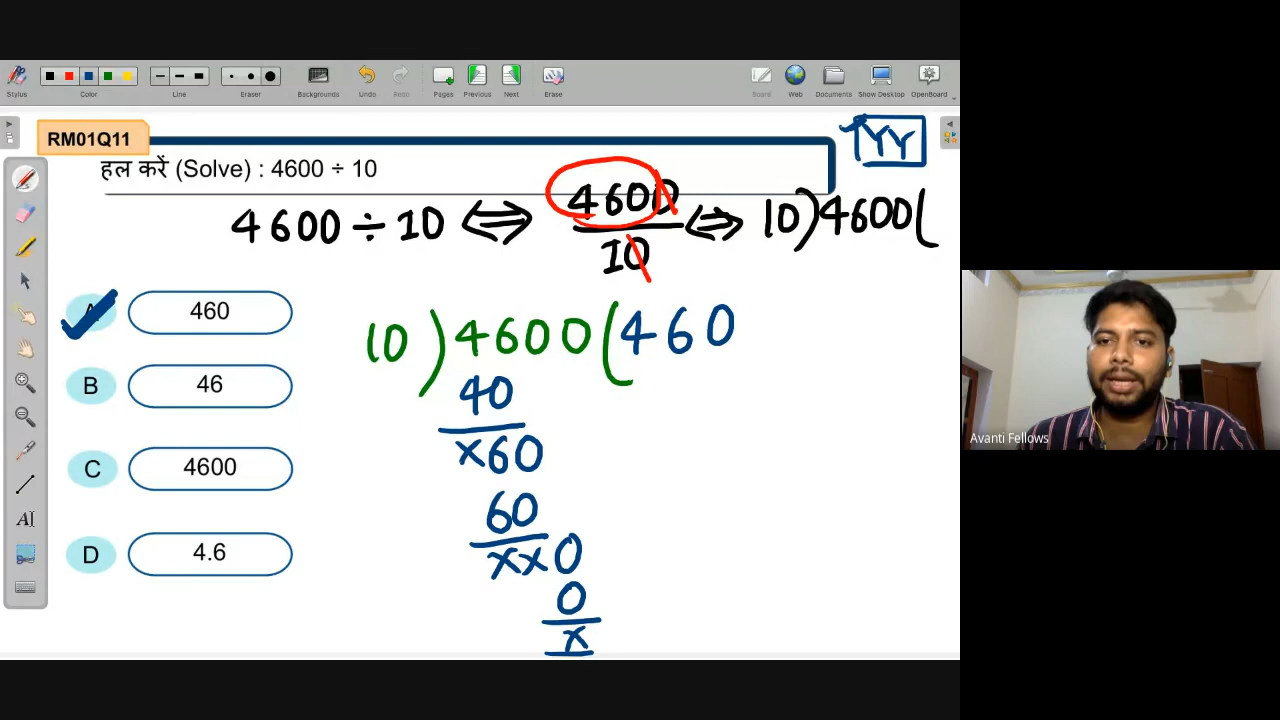 Stylus Color Line Eraser Backgrounds Undo Redo Pages Previous Next Erase Board Web Documents Show Desktop OpenBoard
RM01Q11
हल करें (Solve) : 4600 ÷ 10
4600 ÷ 10 ⇔ 4600/10 ⇔ 10)4600(
A 460
B 46
C 4600
D 4.6
10)4600(460
40
x60
60
xx0
0
x
Avanti Fellows